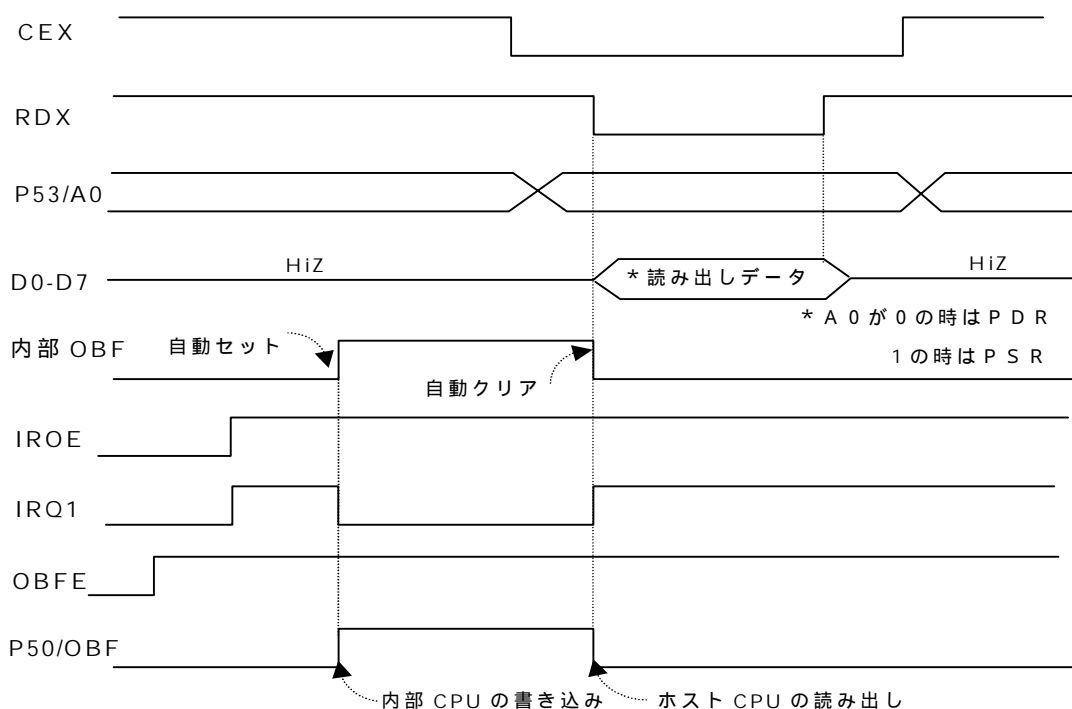 CEX
RDX
P53/A0
D0-D7
HiZ
*読み出しデータ
HiZ
*A0が0の時はPDR
1の時はPSR
内部 OBF
自動セット
自動クリア
IROE
IRQ1
OBFE
P50/OBF
内部 CPU の書き込み
ホスト CPU の読み出し